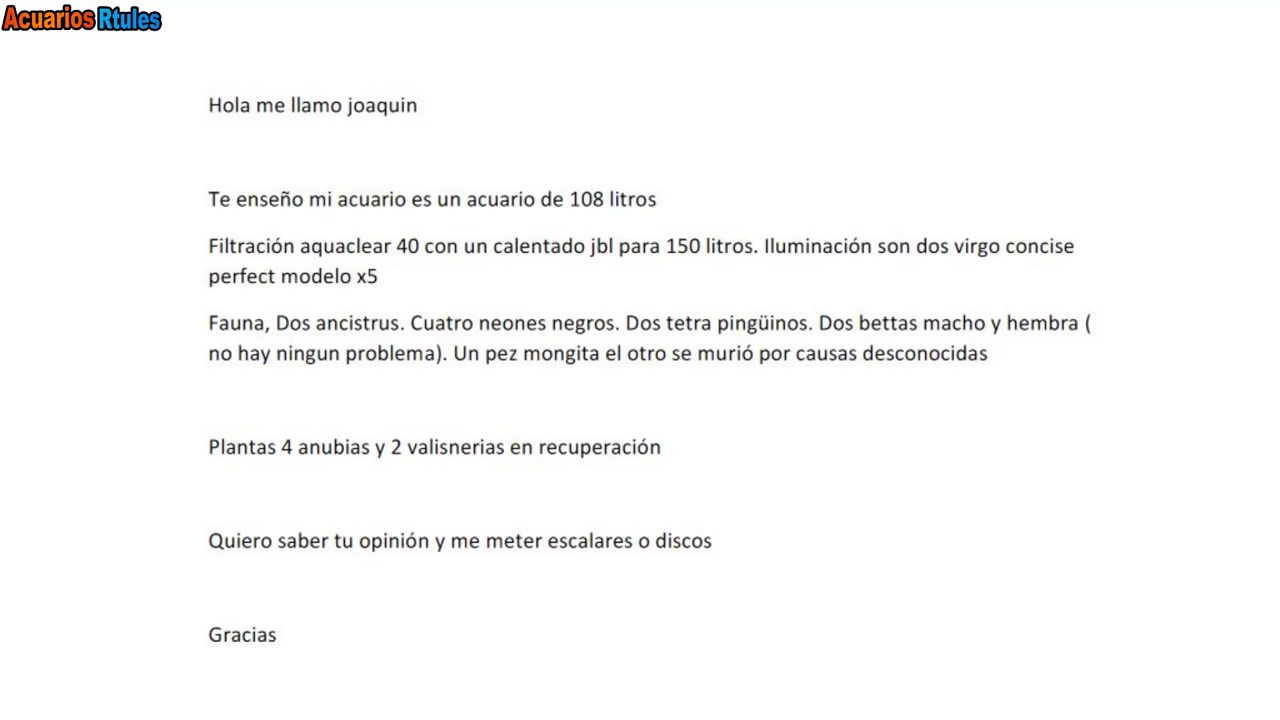 Acuarios Rtules
Hola me llamo joaquin
Te enseño mi acuario es un acuario de 108 litros
Filtración aquaclear 40 con un calentado jbl para 150 litros. Iluminación son dos virgo concise
perfect modelo x5
Fauna, Dos ancistrus. Cuatro neones negros. Dos tetra pingüinos. Dos bettas macho y hembra (
no hay ningun problema). Un pez mongita el otro se murió por causas desconocidas
Plantas 4 anubias y 2 valisnerias en recuperación
Quiero saber tu opinión y me meter escalares o discos
Gracias